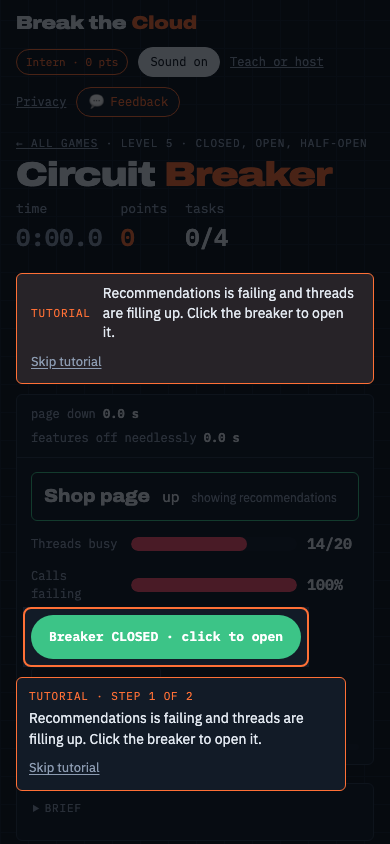 Break the Cloud
Intern · 0 pts
Sound on
Teach or host
Privacy
💬 Feedback
← ALL GAMES · LEVEL 5 · CLOSED, OPEN, HALF-OPEN
Circuit Breaker
time points tasks
0:00.0 0 0/4
TUTORIAL
Recommendations is failing and threads
are filling up. Click the breaker to open
it.
Skip tutorial
page down 0.0 s
features off needlessly 0.0 s
Shop page up showing recommendations
Threads busy 14/20
Calls
failing
100%
Breaker CLOSED · click to open
TUTORIAL · STEP 1 OF 2
Recommendations is failing and threads are
filling up. Click the breaker to open it.
Skip tutorial
▶ BRIEF